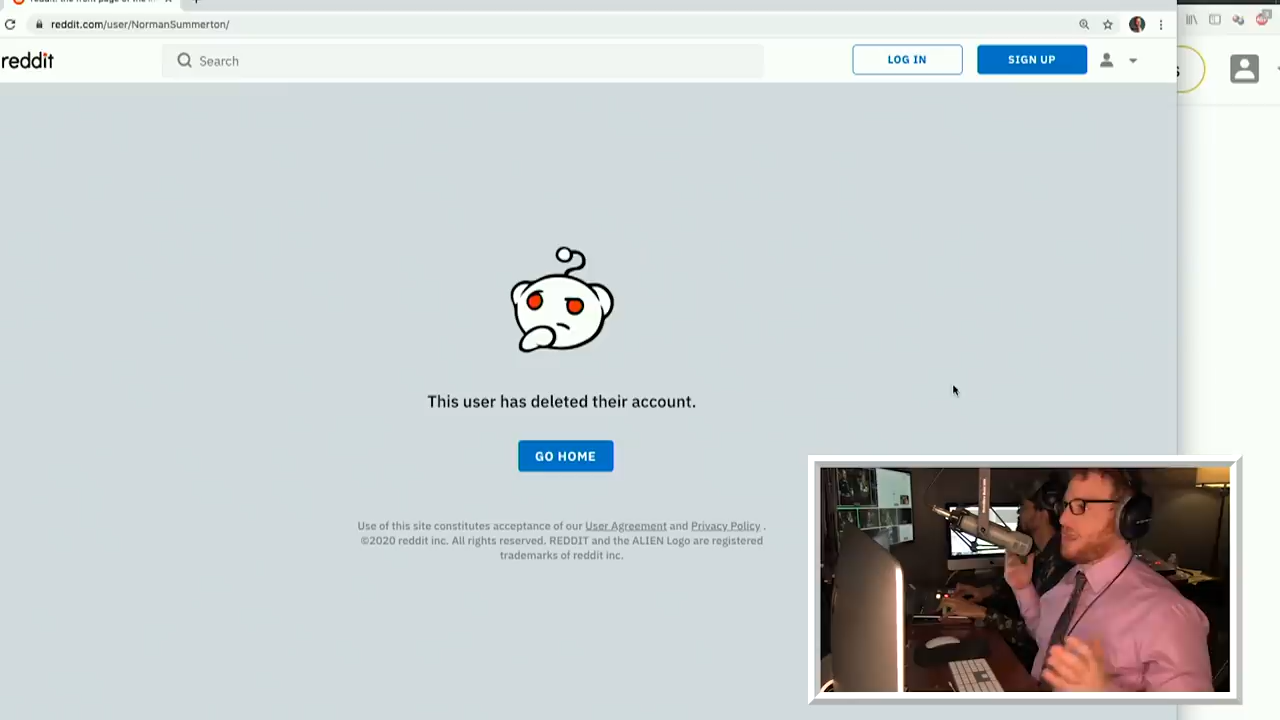 reddit.com/user/NormanSummerton/
reddit
Search
LOG IN
SIGN UP
This user has deleted their account.
GO HOME
Use of this site constitutes acceptance of our User Agreement and Privacy Policy .
©2020 reddit inc. All rights reserved. REDDIT and the ALIEN Logo are registered
trademarks of reddit inc.